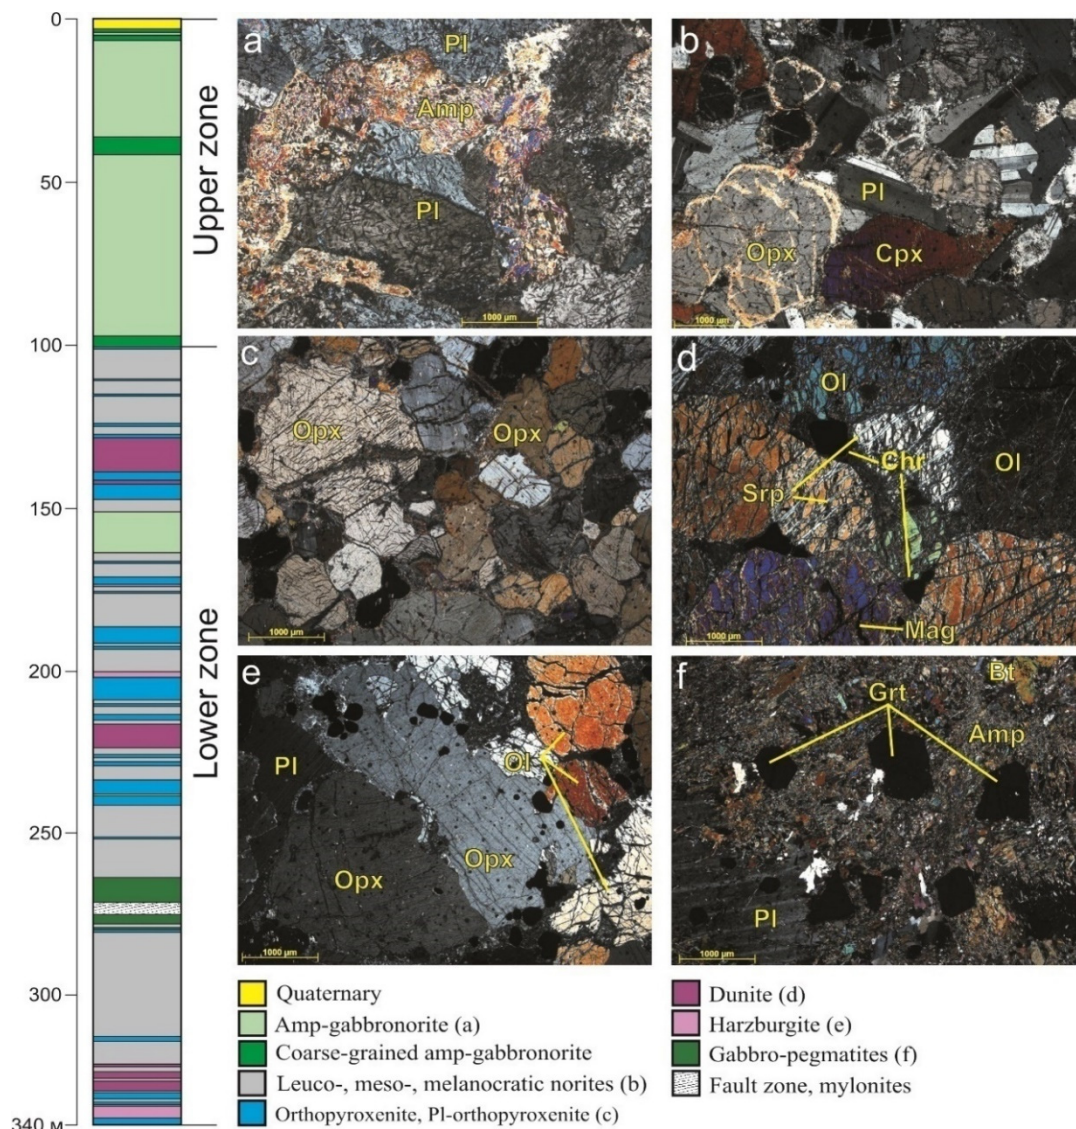 0
50
100
150
200
250
300
340 м
Upper zone
Lower zone
a
Pl
Amp
Pl
1000 µm
b
Pl
Opx
Cpx
1000 µm
c
Opx
Opx
1000 µm
d
Ol
Chr
Ol
Srp
Mag
1000 µm
e
Pl
Ol
Opx
Opx
1000 µm
f
Bt
Grt
Amp
Pl
1000 µm
Quaternary
Amp-gabbronorite (a)
Coarse-grained amp-gabbronorite
Leuco-, meso-, melanocratic norites (b)
Orthopyroxenite, Pl-orthopyroxenite (c)
Dunite (d)
Harzburgite (e)
Gabbro-pegmatites (f)
Fault zone, mylonites